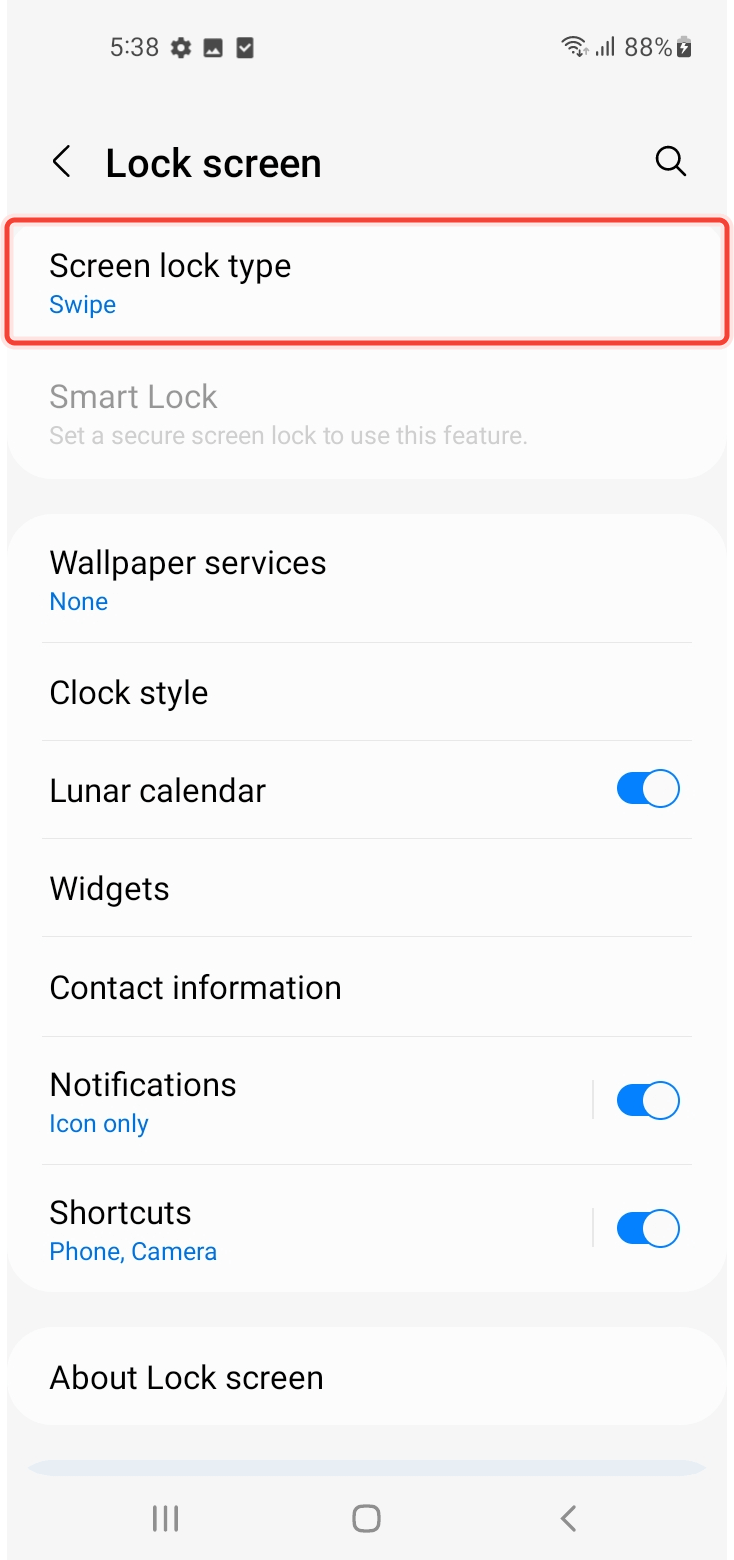 5:38 88%
Lock screen
Screen lock type
Swipe
Smart Lock
Set a secure screen lock to use this feature.
Wallpaper services
None
Clock style
Lunar calendar
Widgets
Contact information
Notifications
Icon only
Shortcuts
Phone, Camera
About Lock screen